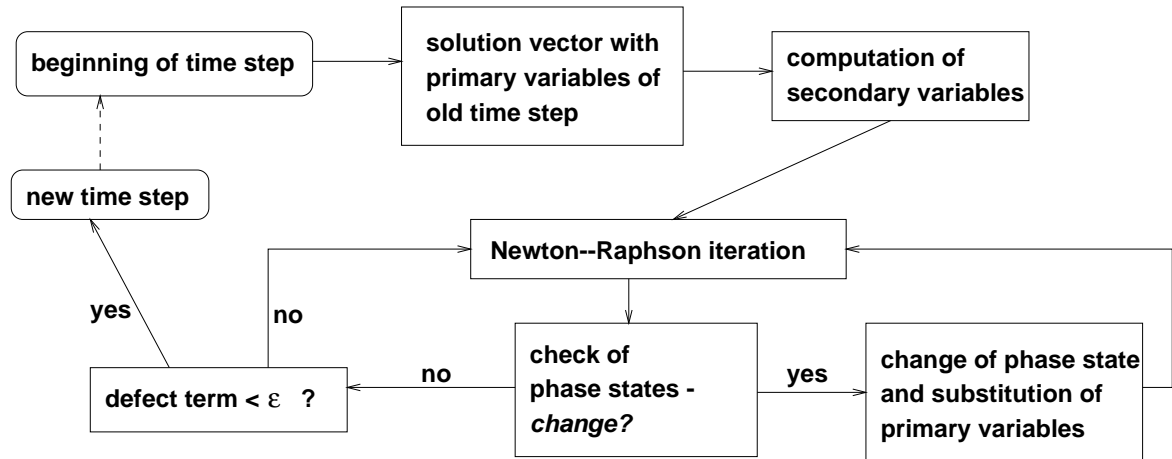 beginning of time step
solution vector with
primary variables of
old time step
computation of
secondary variables
new time step
Newton--Raphson iteration
yes
no
defect term < ε ?
no
check of
phase states -
change?
yes
change of phase state
and substitution of
primary variables